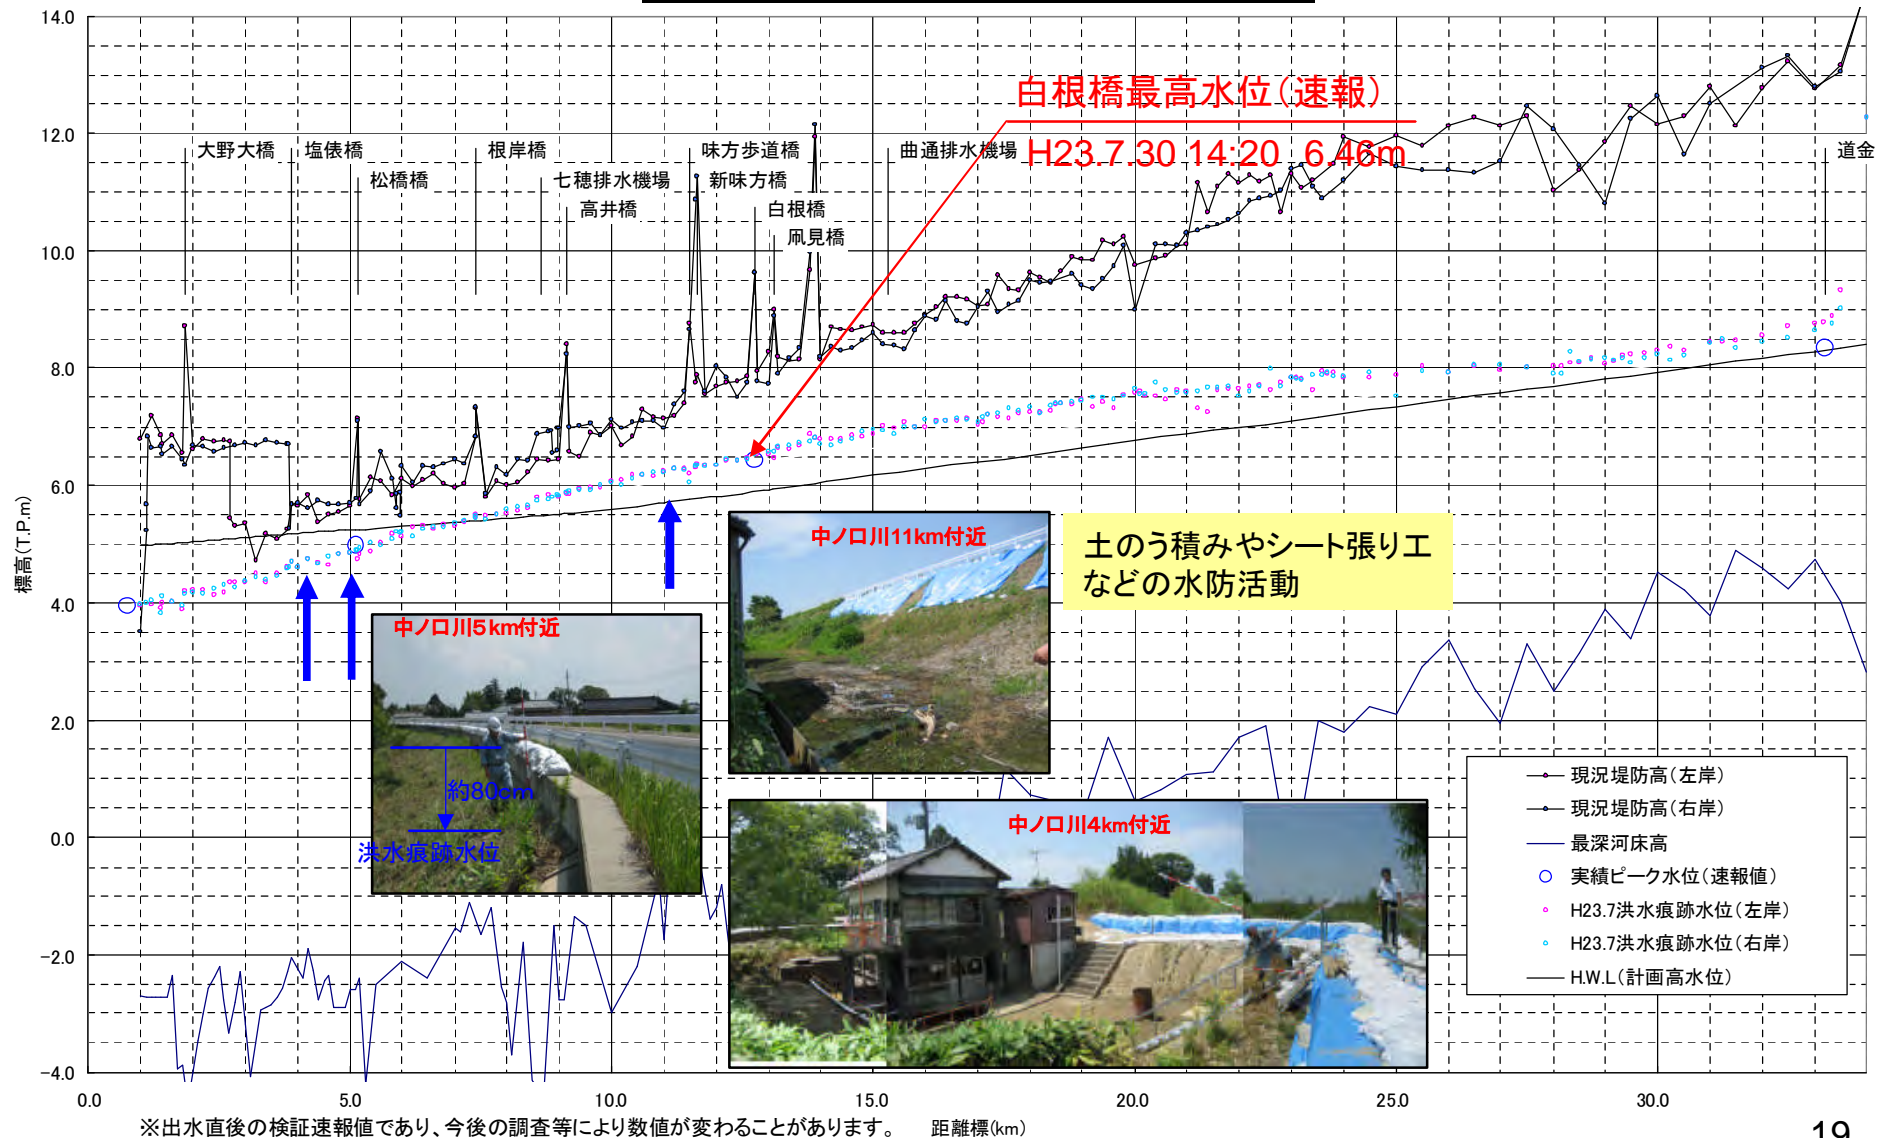 14.0
12.0
10.0
8.0
6.0
4.0
2.0
0.0
−2.0
−4.0
標高(T.P.m)
白根橋最高水位(速報)
H23.7.30 14:20 6.46m
大野大橋
塩俵橋
松橋橋
根岸橋
七穂排水機場
高井橋
味方歩道橋
新味方橋
白根橋
凧見橋
曲通排水機場
道金
中ノ口川11km付近
土のう積みやシート張り工
などの水防活動
中ノ口川5km付近
約80cm
洪水痕跡水位
中ノ口川4km付近
現況堤防高(左岸)
現況堤防高(右岸)
最深河床高
実績ピーク水位(速報値)
H23.7洪水痕跡水位(左岸)
H23.7洪水痕跡水位(右岸)
H.W.L(計画高水位)
0.0 5.0 10.0 15.0 20.0 25.0 30.0
※出水直後の検証速報値であり、今後の調査等により数値が変わることがあります。 距離標(km)
19